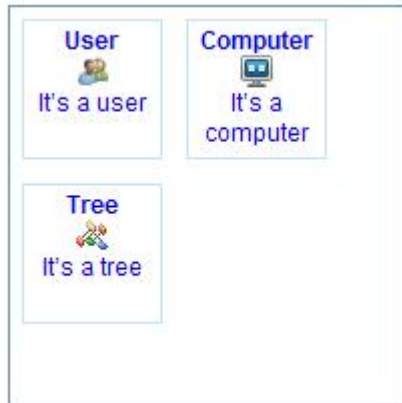 User
It's a user
Computer
It's a
computer
Tree
It's a tree